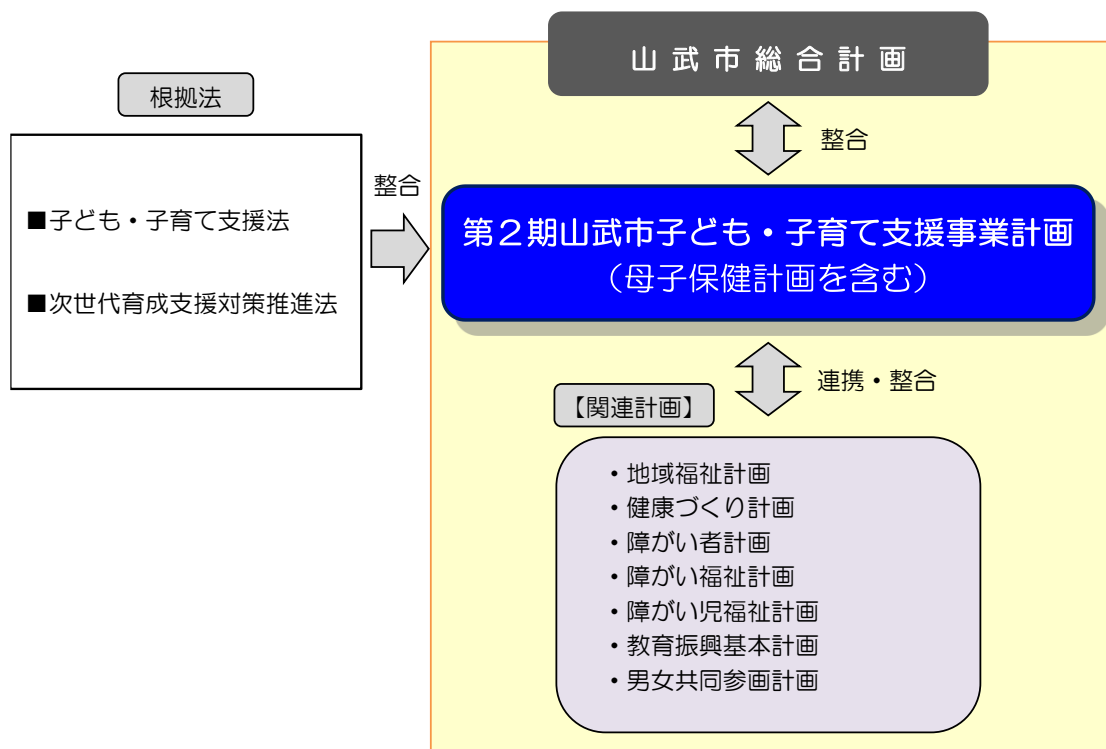 山武市総合計画
根拠法
整合
■子ども・子育て支援法
■次世代育成支援対策推進法
整合
第２期山武市子ども・子育て支援事業計画
（母子保健計画を含む）
連携・整合
【関連計画】
・地域福祉計画
・健康づくり計画
・障がい者計画
・障がい福祉計画
・障がい児福祉計画
・教育振興基本計画
・男女共同参画計画